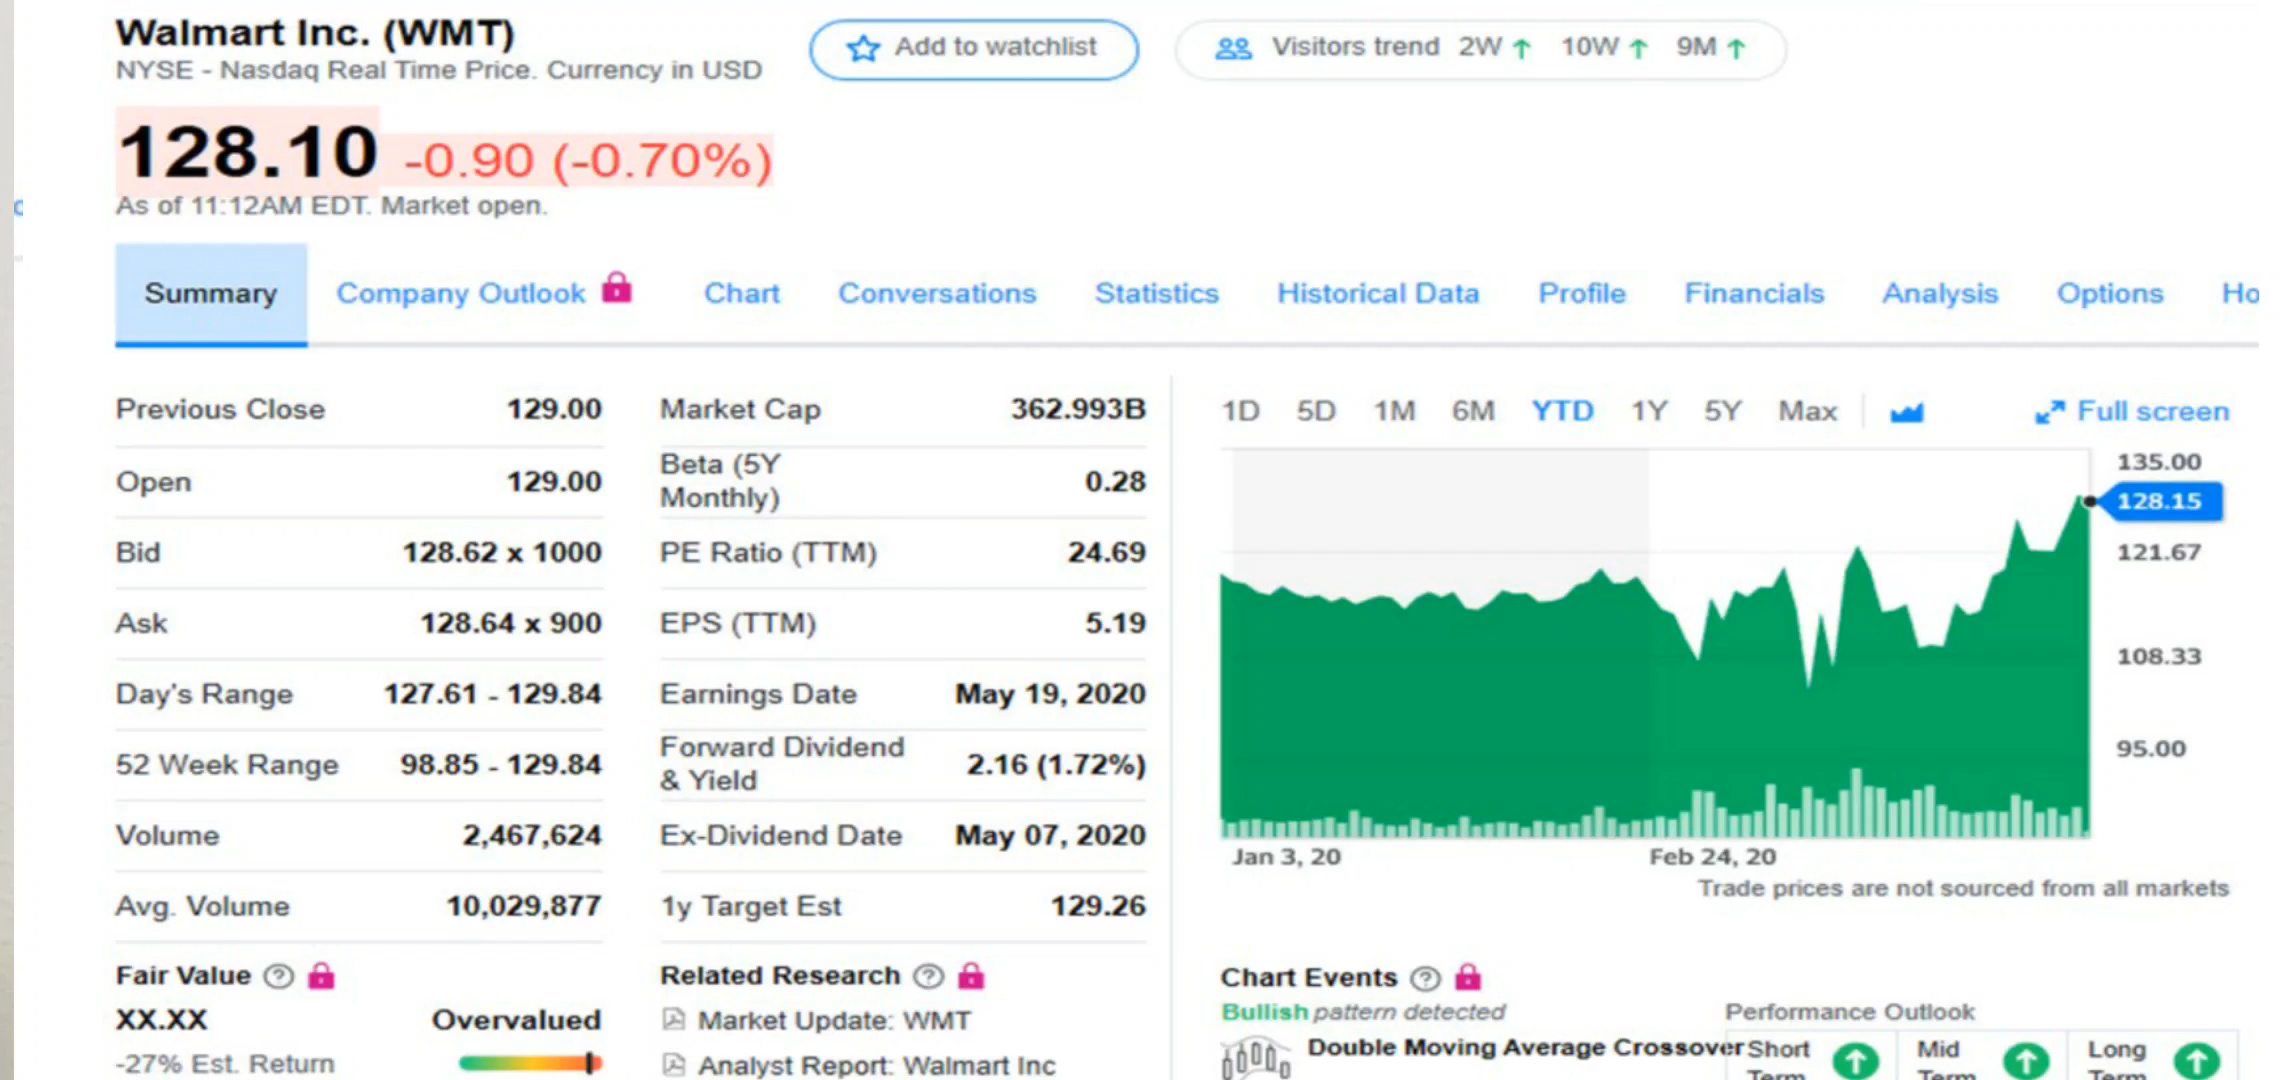 Walmart Inc. (WMT)
NYSE - Nasdaq Real Time Price. Currency in USD
Add to watchlist
Visitors trend 2W ↑ 10W ↑ 9M ↑
128.10 -0.90 (-0.70%)
As of 11:12AM EDT. Market open.
Summary Company Outlook Chart Conversations Statistics Historical Data Profile Financials Analysis Options Ho
Previous Close 129.00
Open 129.00
Bid 128.62 x 1000
Ask 128.64 x 900
Day's Range 127.61 - 129.84
52 Week Range 98.85 - 129.84
Volume 2,467,624
Avg. Volume 10,029,877
Market Cap 362.993B
Beta (5Y
Monthly) 0.28
PE Ratio (TTM) 24.69
EPS (TTM) 5.19
Earnings Date May 19, 2020
Forward Dividend
& Yield 2.16 (1.72%)
Ex-Dividend Date May 07, 2020
1y Target Est 129.26
1D 5D 1M 6M YTD 1Y 5Y Max Full screen
135.00
128.15
121.67
108.33
95.00
Jan 3, 20 Feb 24, 20
Trade prices are not sourced from all markets
Fair Value
XX.XX Overvalued
-27% Est. Return
Related Research
Market Update: WMT
Analyst Report: Walmart Inc
Chart Events
Bullish pattern detected
Double Moving Average Crossover
Performance Outlook
Short
Term
Mid
Term
Long
Term